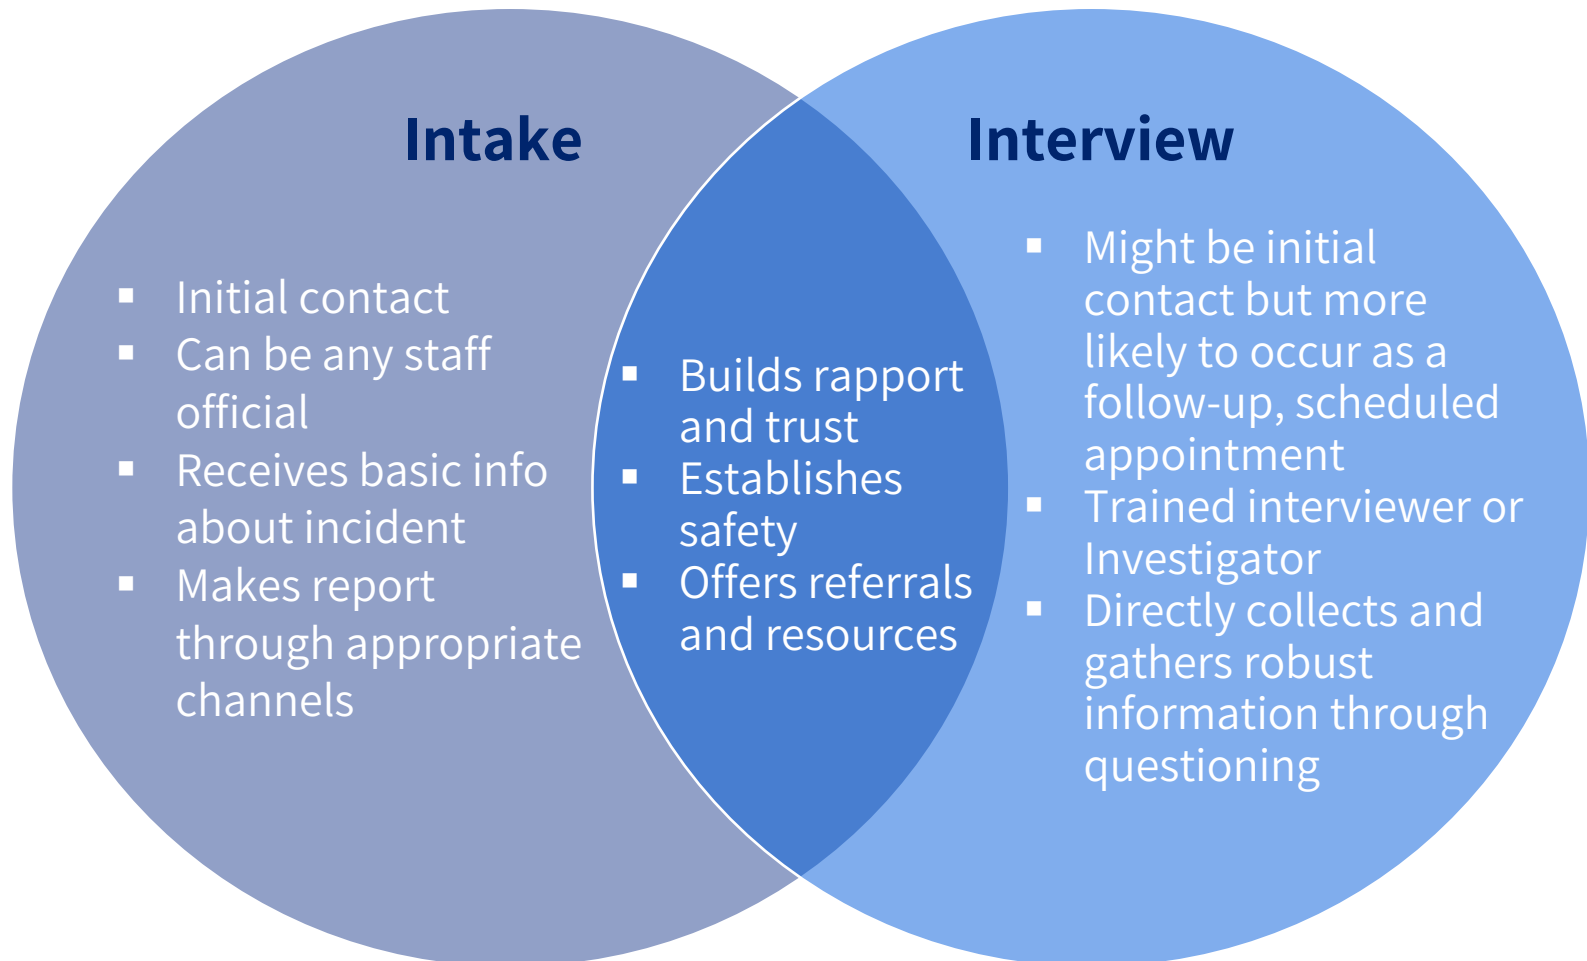 Intake
▪ Initial contact
▪ Can be any staff
official
▪ Receives basic info
about incident
▪ Makes report
through appropriate
channels
▪ Builds rapport
and trust
▪ Establishes
safety
▪ Offers referrals
and resources
Interview
▪ Might be initial
contact but more
likely to occur as a
follow-up, scheduled
appointment
▪ Trained interviewer or
Investigator
▪ Directly collects and
gathers robust
information through
questioning